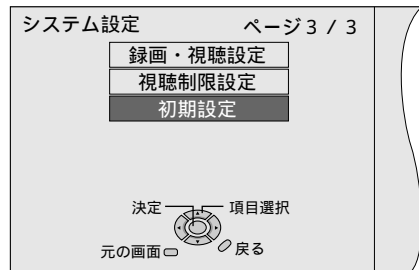 システム設定 ページ3 / 3
録画・視聴設定
視聴制限設定
初期設定
決定 項目選択
元の画面 戻る